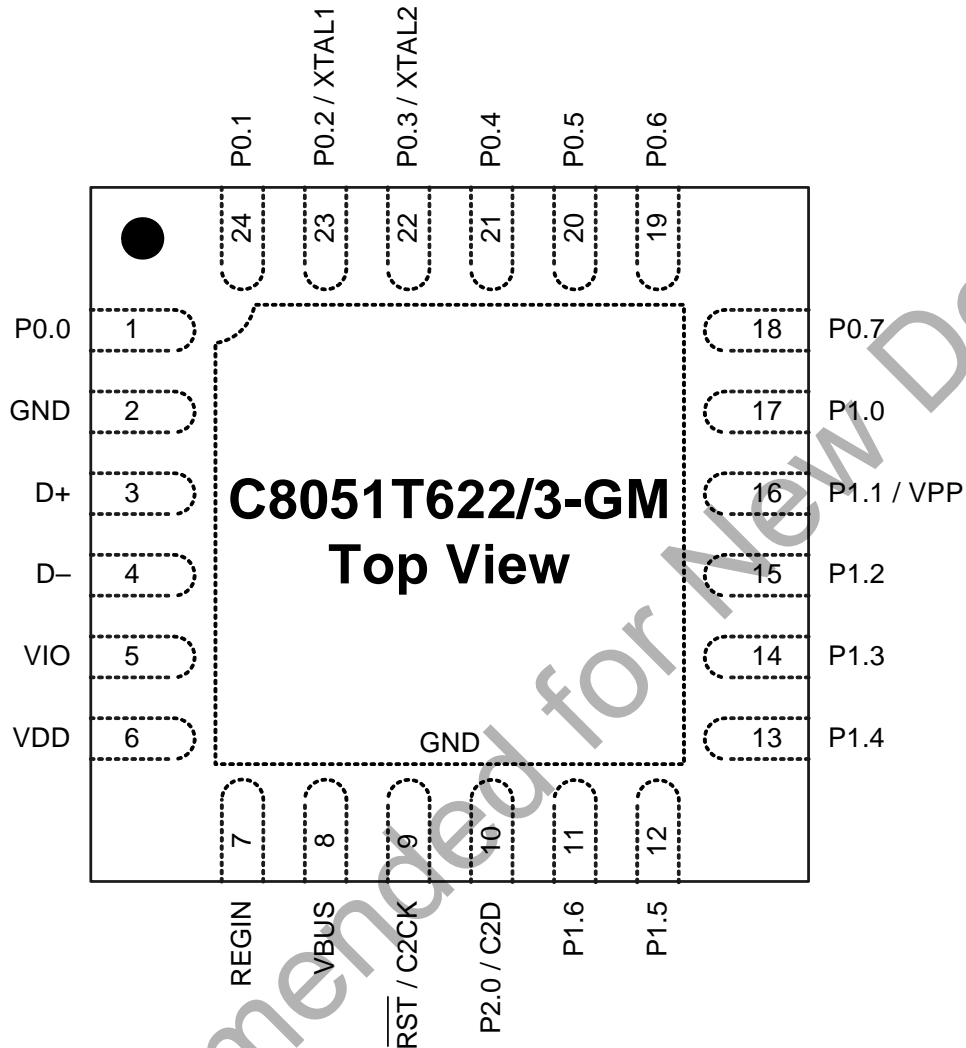 P0.1
P0.2 / XTAL1
P0.3 / XTAL2
P0.4
P0.5
P0.6
24
23
22
21
20
19
P0.0
1
GND
2
D+
3
D–
4
VIO
5
VDD
6
C8051T622/3-GM
Top View
GND
18
P0.7
17
P1.0
16
P1.1 / VPP
15
P1.2
14
P1.3
13
P1.4
7
8
9
10
11
12
REGIN
VBUS
RST / C2CK
P2.0 / C2D
P1.6
P1.5
for New